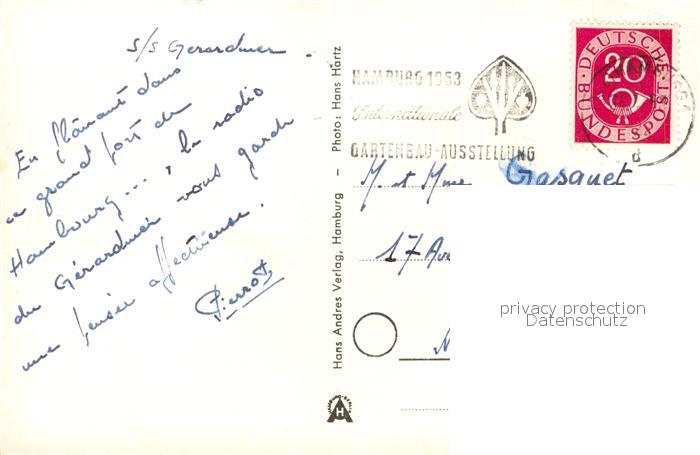 s/s Gerardmer
En flânant dans
ce grand port de
Hambourg..., le radio
du Gérardmer vous garde
une pensée affectueuse.
Pierrot
Hans Andres Verlag, Hamburg - Photo: Hans Hartz
HAMBURG 1953
Internationale
GARTENBAU-AUSSTELLUNG
DEUTSCHE
20
BUNDESPOST
d
M. et Mme Gasquet
17 Av
privacy protection
Datenschutz
H